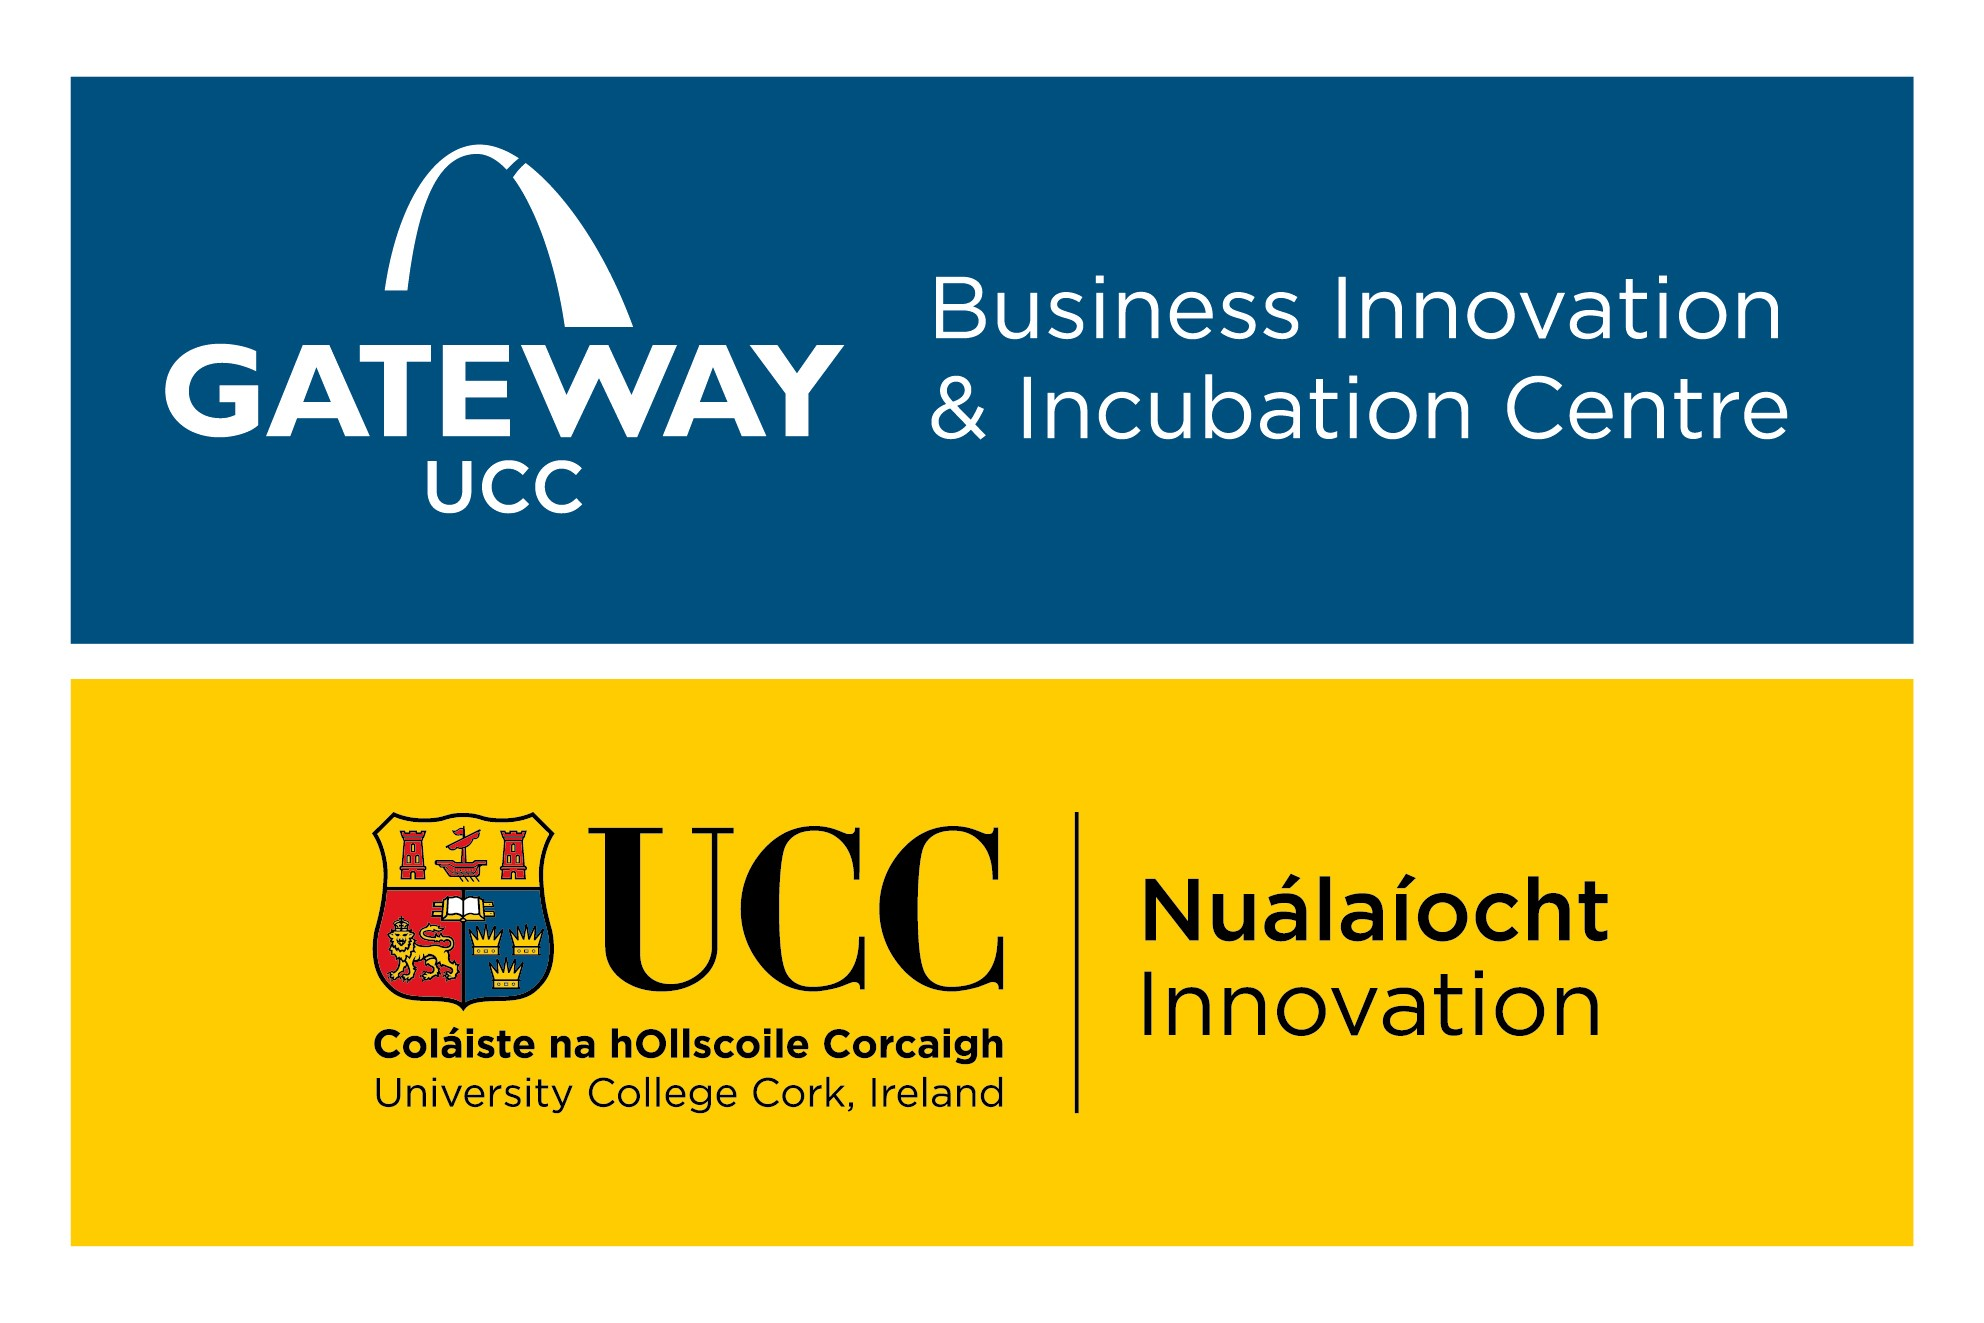 GATEWAY
UCC
Business Innovation
& Incubation Centre
UCC
Coláiste na hOllscoile Corcaigh
University College Cork, Ireland
Nuálaíocht
Innovation